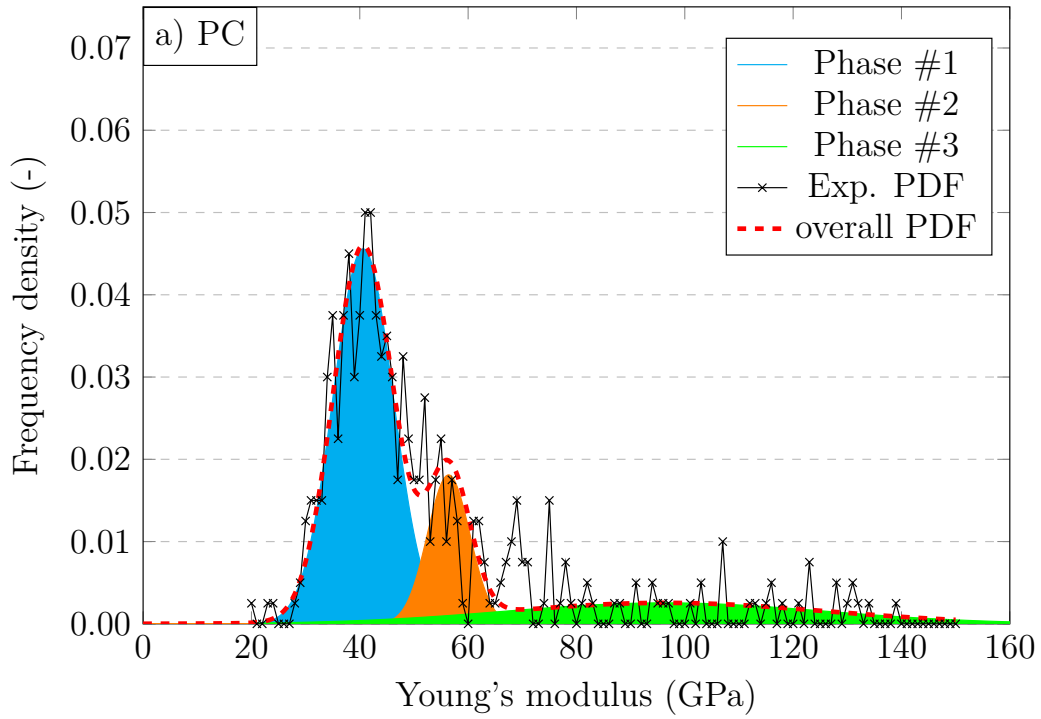 a) PC
Phase #1
Phase #2
Phase #3
Exp. PDF
overall PDF
0.07
0.06
0.05
0.04
0.03
0.02
0.01
0.00
Frequency density (-)
0 20 40 60 80 100 120 140 160
Young's modulus (GPa)